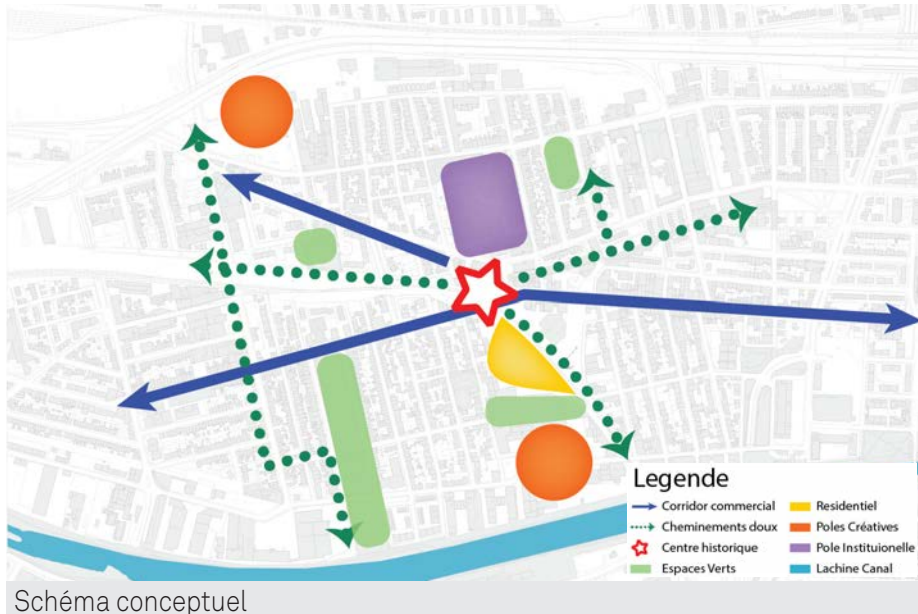 Legende
Corridor commercial
Cheminements doux
Centre historique
Espaces Verts
Residentiel
Poles Créatives
Pole Instituionelle
Lachine Canal
Schéma conceptuel